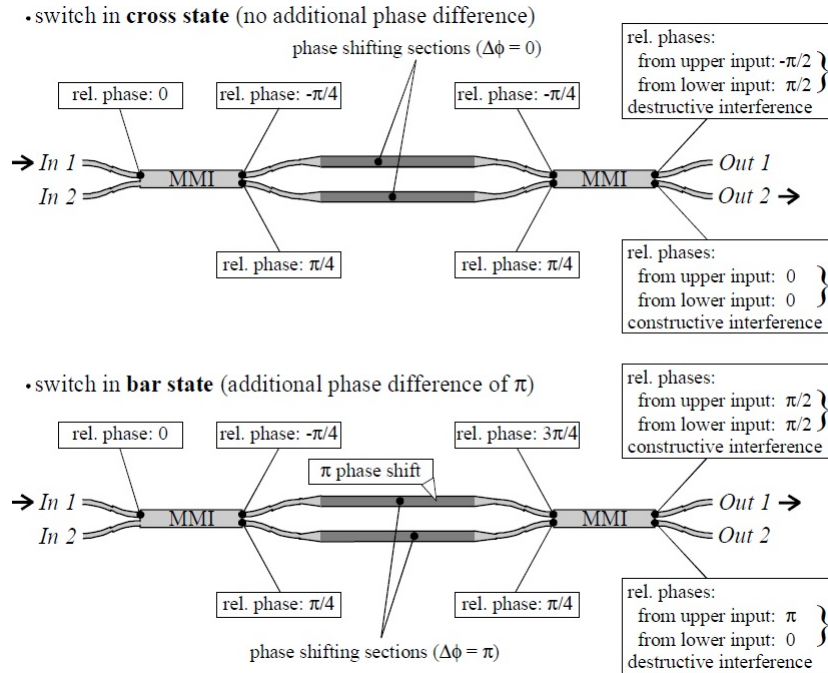 • switch in cross state (no additional phase difference)
phase shifting sections (Δϕ = 0)
rel. phases:
from upper input: -π/2
from lower input: π/2
}
destructive interference
rel. phase: 0
rel. phase: -π/4
rel. phase: -π/4
In 1
MMI
MMI
Out 1
In 2
Out 2
rel. phase: π/4
rel. phase: π/4
rel. phases:
from upper input: 0
from lower input: 0
}
constructive interference
• switch in bar state (additional phase difference of π)
rel. phases:
from upper input: π/2
from lower input: π/2
}
constructive interference
rel. phase: 0
rel. phase: -π/4
rel. phase: 3π/4
π phase shift
In 1
MMI
MMI
Out 1
In 2
Out 2
rel. phase: π/4
rel. phase: π/4
phase shifting sections (Δϕ = π)
rel. phases:
from upper input: π
from lower input: 0
}
destructive interference